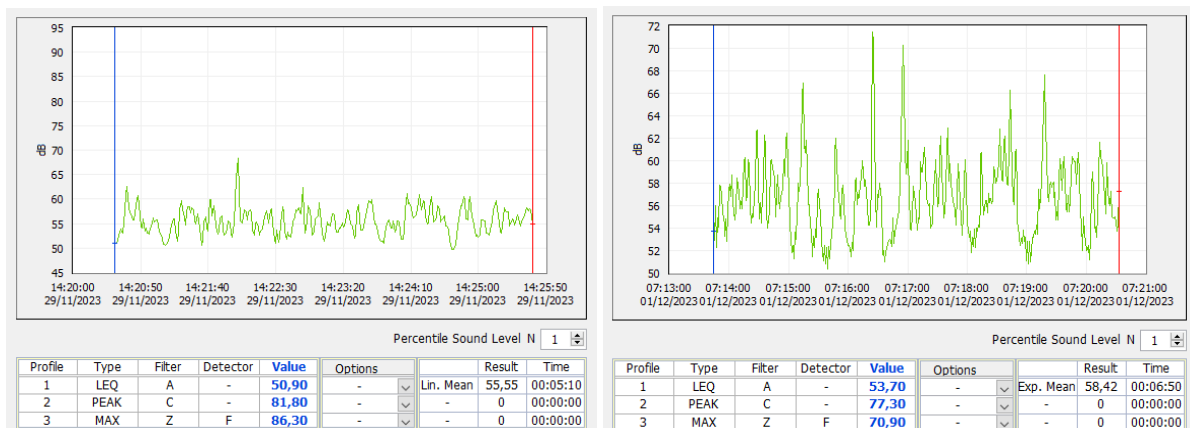 95
90
85
80
75
70
65
60
55
50
45
dB
14:20:00 14:20:50 14:21:40 14:22:30 14:23:20 14:24:10 14:25:00 14:25:50
29/11/2023 29/11/2023 29/11/2023 29/11/2023 29/11/2023 29/11/2023 29/11/2023 29/11/2023
Percentile Sound Level N 1
Profile Type Filter Detector Value Options Result Time
1 LEQ A - 50,90 - Lin. Mean 55,55 00:05:10
2 PEAK C - 81,80 - - 0 00:00:00
3 MAX Z F 86,30 - - 0 00:00:00
72
70
68
66
64
62
60
58
56
54
52
50
dB
07:13:00 07:14:00 07:15:00 07:16:00 07:17:00 07:18:00 07:19:00 07:20:00 07:21:00
01/12/2023 01/12/2023 01/12/2023 01/12/2023 01/12/2023 01/12/2023 01/12/2023 01/12/2023 01/12/2023
Percentile Sound Level N 1
Profile Type Filter Detector Value Options Result Time
1 LEQ A - 53,70 - Exp. Mean 58,42 00:06:50
2 PEAK C - 77,30 - - 0 00:00:00
3 MAX Z F 70,90 - - 0 00:00:00